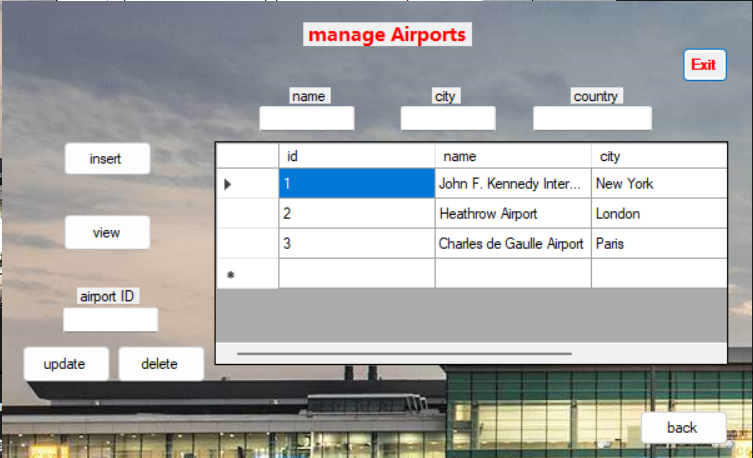 manage Airports
Exit
name city country
insert
id name city
1 John F. Kennedy Inter... New York
2 Heathrow Airport London
3 Charles de Gaulle Airport Paris
view
airport ID
update delete
back